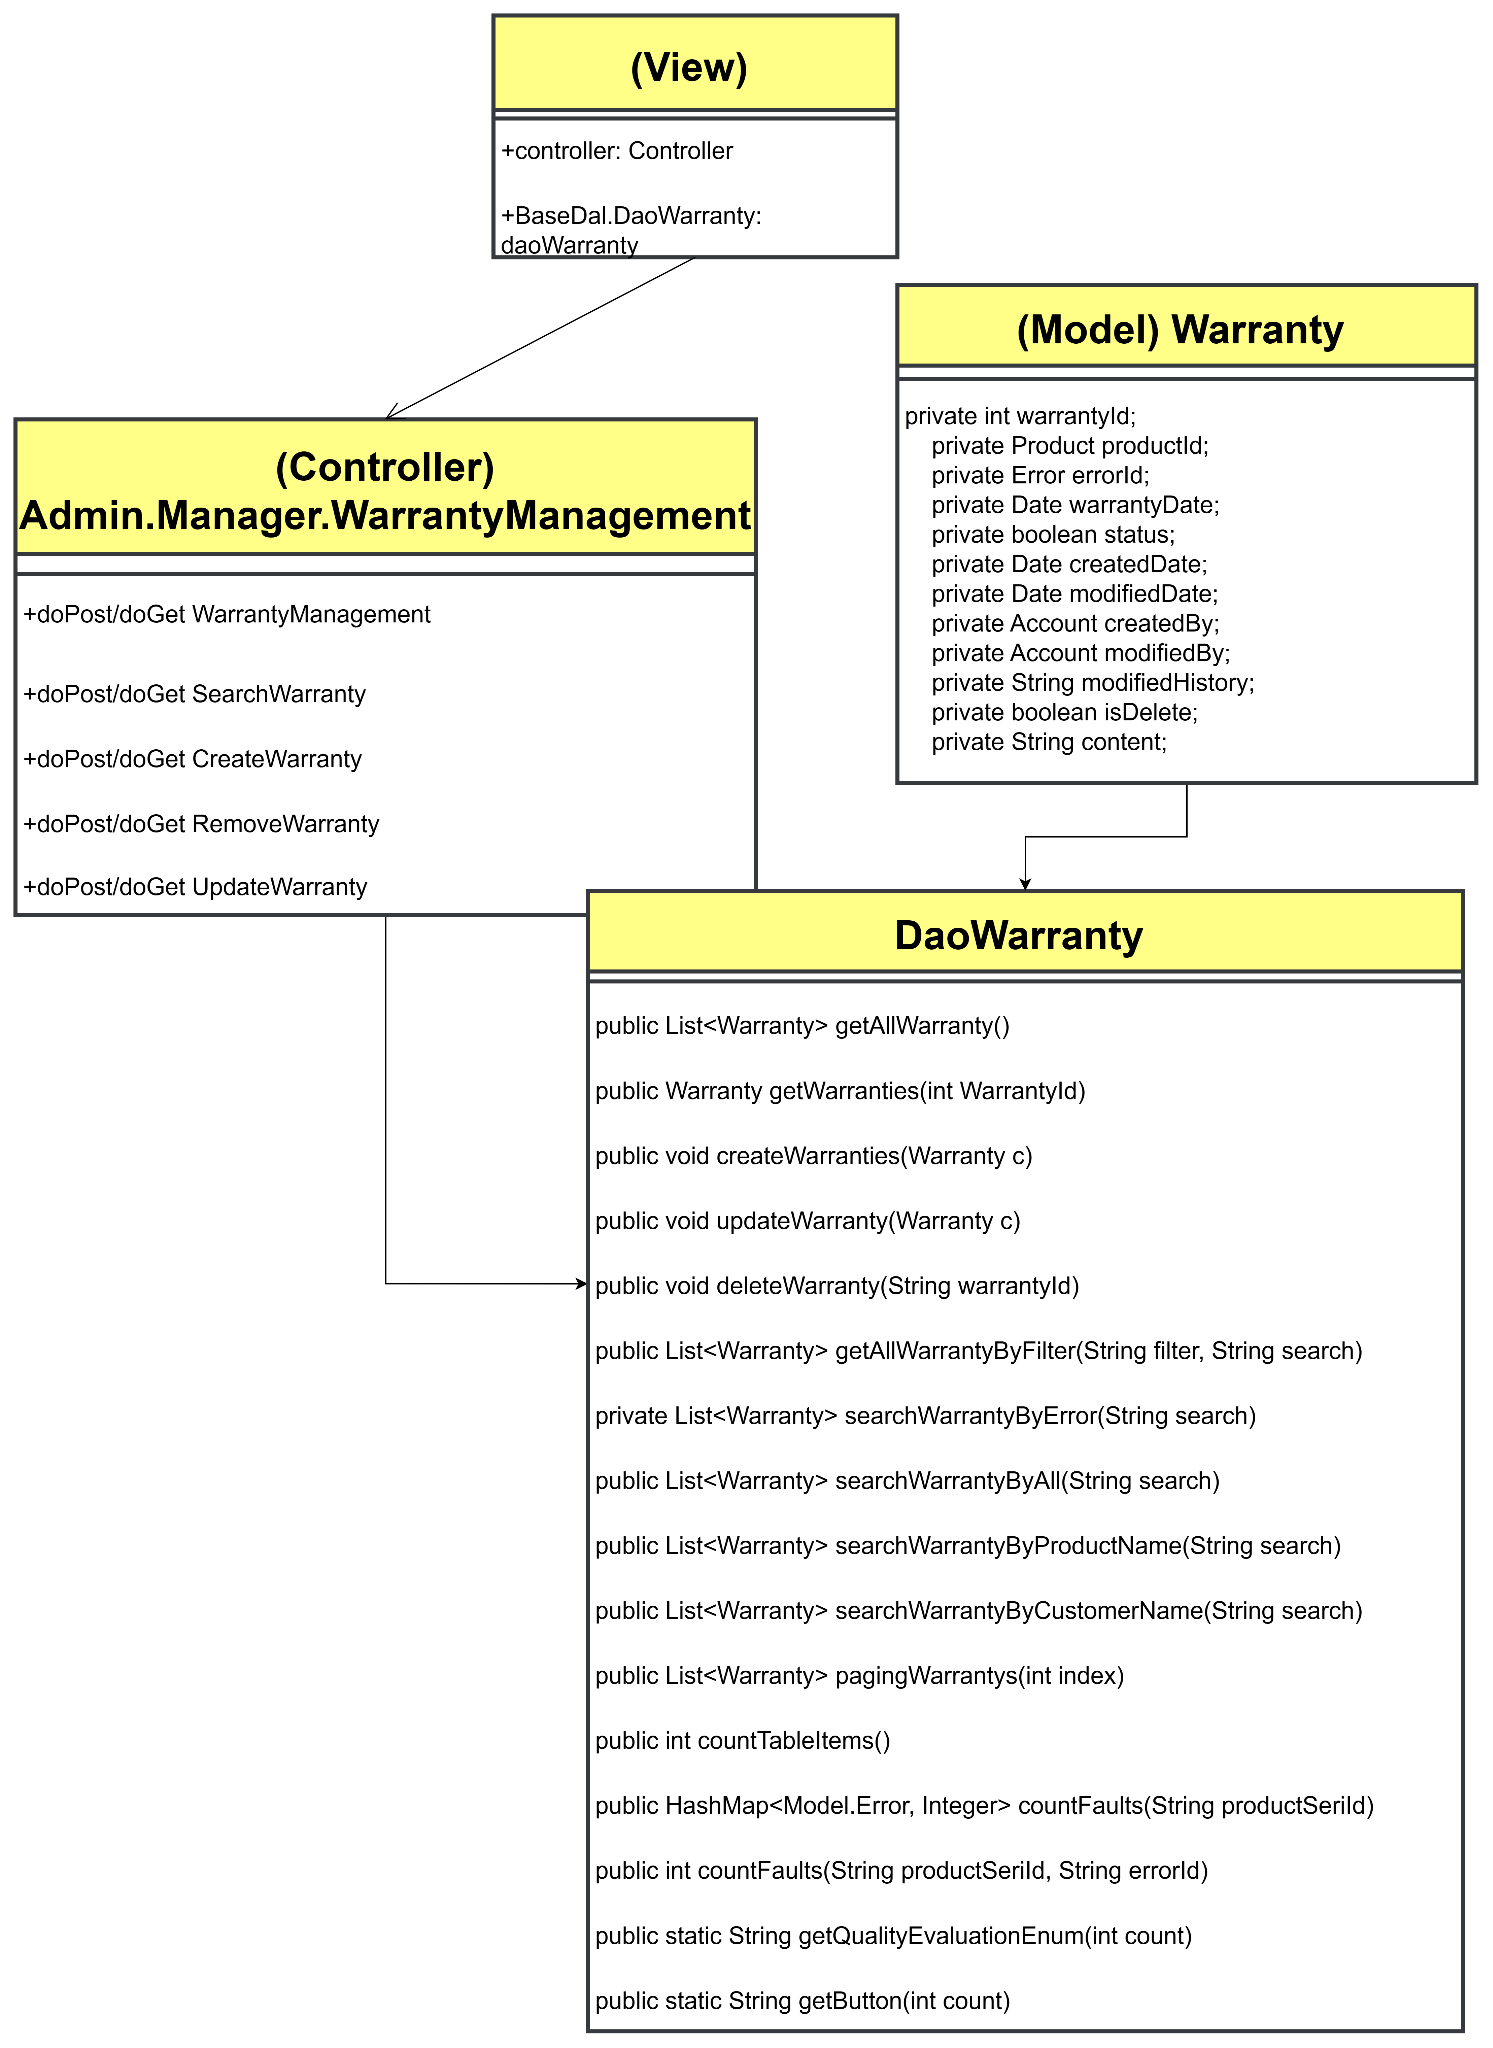 (View)
+controller: Controller
+BaseDal.DaoWarranty:
daoWarranty
(Model) Warranty
private int warrantyId;
private Product productId;
private Error errorId;
private Date warrantyDate;
private boolean status;
private Date createdDate;
private Date modifiedDate;
private Account createdBy;
private Account modifiedBy;
private String modifiedHistory;
private boolean isDelete;
private String content;
(Controller)
Admin.Manager.WarrantyManagement
+doPost/doGet WarrantyManagement
+doPost/doGet SearchWarranty
+doPost/doGet CreateWarranty
+doPost/doGet RemoveWarranty
+doPost/doGet UpdateWarranty
DaoWarranty
public List<Warranty> getAllWarranty()
public Warranty getWarranties(int WarrantyId)
public void createWarranties(Warranty c)
public void updateWarranty(Warranty c)
public void deleteWarranty(String warrantyId)
public List<Warranty> getAllWarrantyByFilter(String filter, String search)
private List<Warranty> searchWarrantyByError(String search)
public List<Warranty> searchWarrantyByAll(String search)
public List<Warranty> searchWarrantyByProductName(String search)
public List<Warranty> searchWarrantyByCustomerName(String search)
public List<Warranty> pagingWarrantys(int index)
public int countTableItems()
public HashMap<Model.Error, Integer> countFaults(String productSeriId)
public int countFaults(String productSeriId, String errorId)
public static String getQualityEvaluationEnum(int count)
public static String getButton(int count)